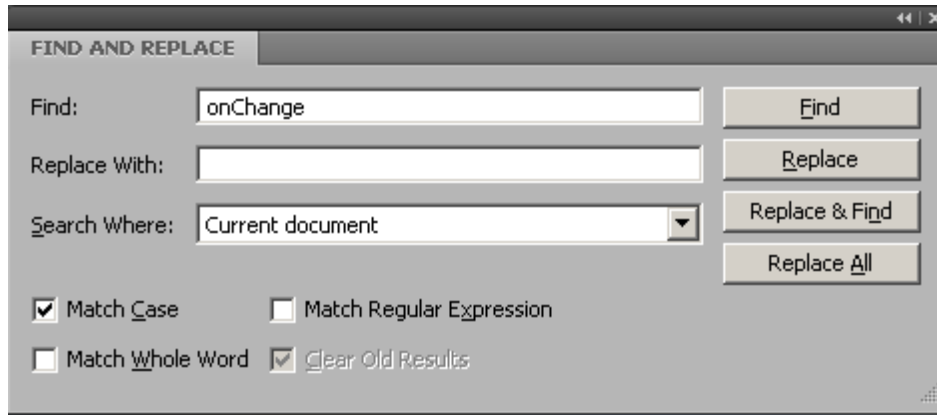 FIND AND REPLACE
Find: onChange Find
Replace With: Replace
Search Where: Current document Replace & Find
Replace All
Match Case Match Regular Expression
Match Whole Word Clear Old Results